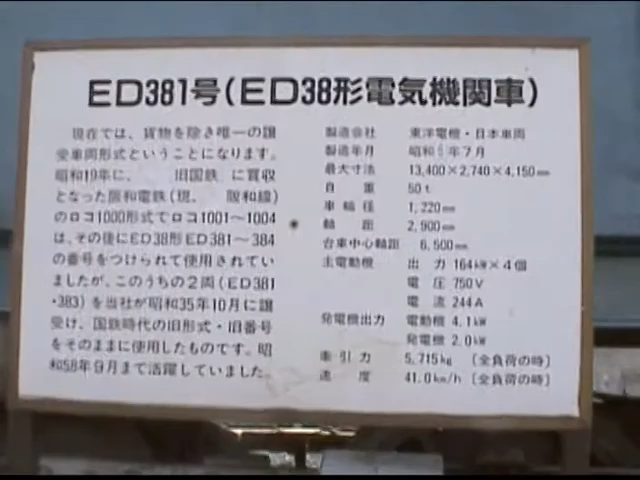 ED381号(ED38形電気機関車)
現在では、貨物を除き唯一の譲
受車両形式ということになります。
昭和19年に、 旧国鉄 に買収
となった阪和電鉄(現、 阪和線)
のロコ1000形式でロコ1001～1004
は、その後にED38形ED381～384
の番号をつけられて使用されてい
ましたが、このうちの2両(ED381
・383)を当社が昭和35年10月に譲
受け、国鉄時代の旧形式・旧番号
をそのままに使用したものです。昭
和58年9月まで活躍していました。
製造会社 東洋電機・日本車両
製造年月 昭和 年7月
最大寸法 13,400×2,740×4,150mm
自重 50t
車輪径 1,220mm
軸距 2,900mm
台車中心軸距 6,500mm
主電動機 出力 164kW×4個
電圧 750V
電流 244A
発電機出力 電動機 4.1kW
発電機 2.0kW
牽引力 5,715kg (全負荷の時)
速度 41.0km/h (全負荷の時)